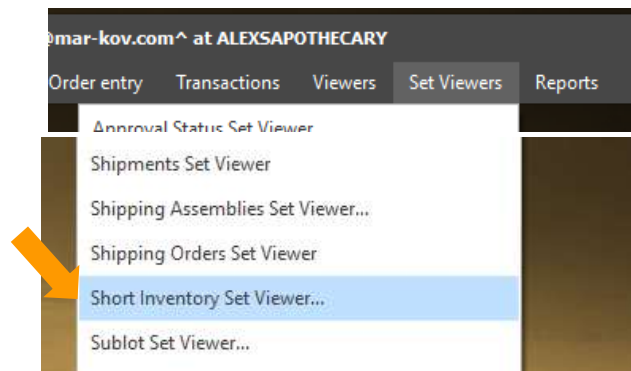 @mar-kov.com^ at ALEXSAPOTHECARY
Order entry Transactions Viewers Set Viewers Reports
Approval Status Set Viewer
Shipments Set Viewer
Shipping Assemblies Set Viewer...
Shipping Orders Set Viewer
Short Inventory Set Viewer...
Sublot Set Viewer...